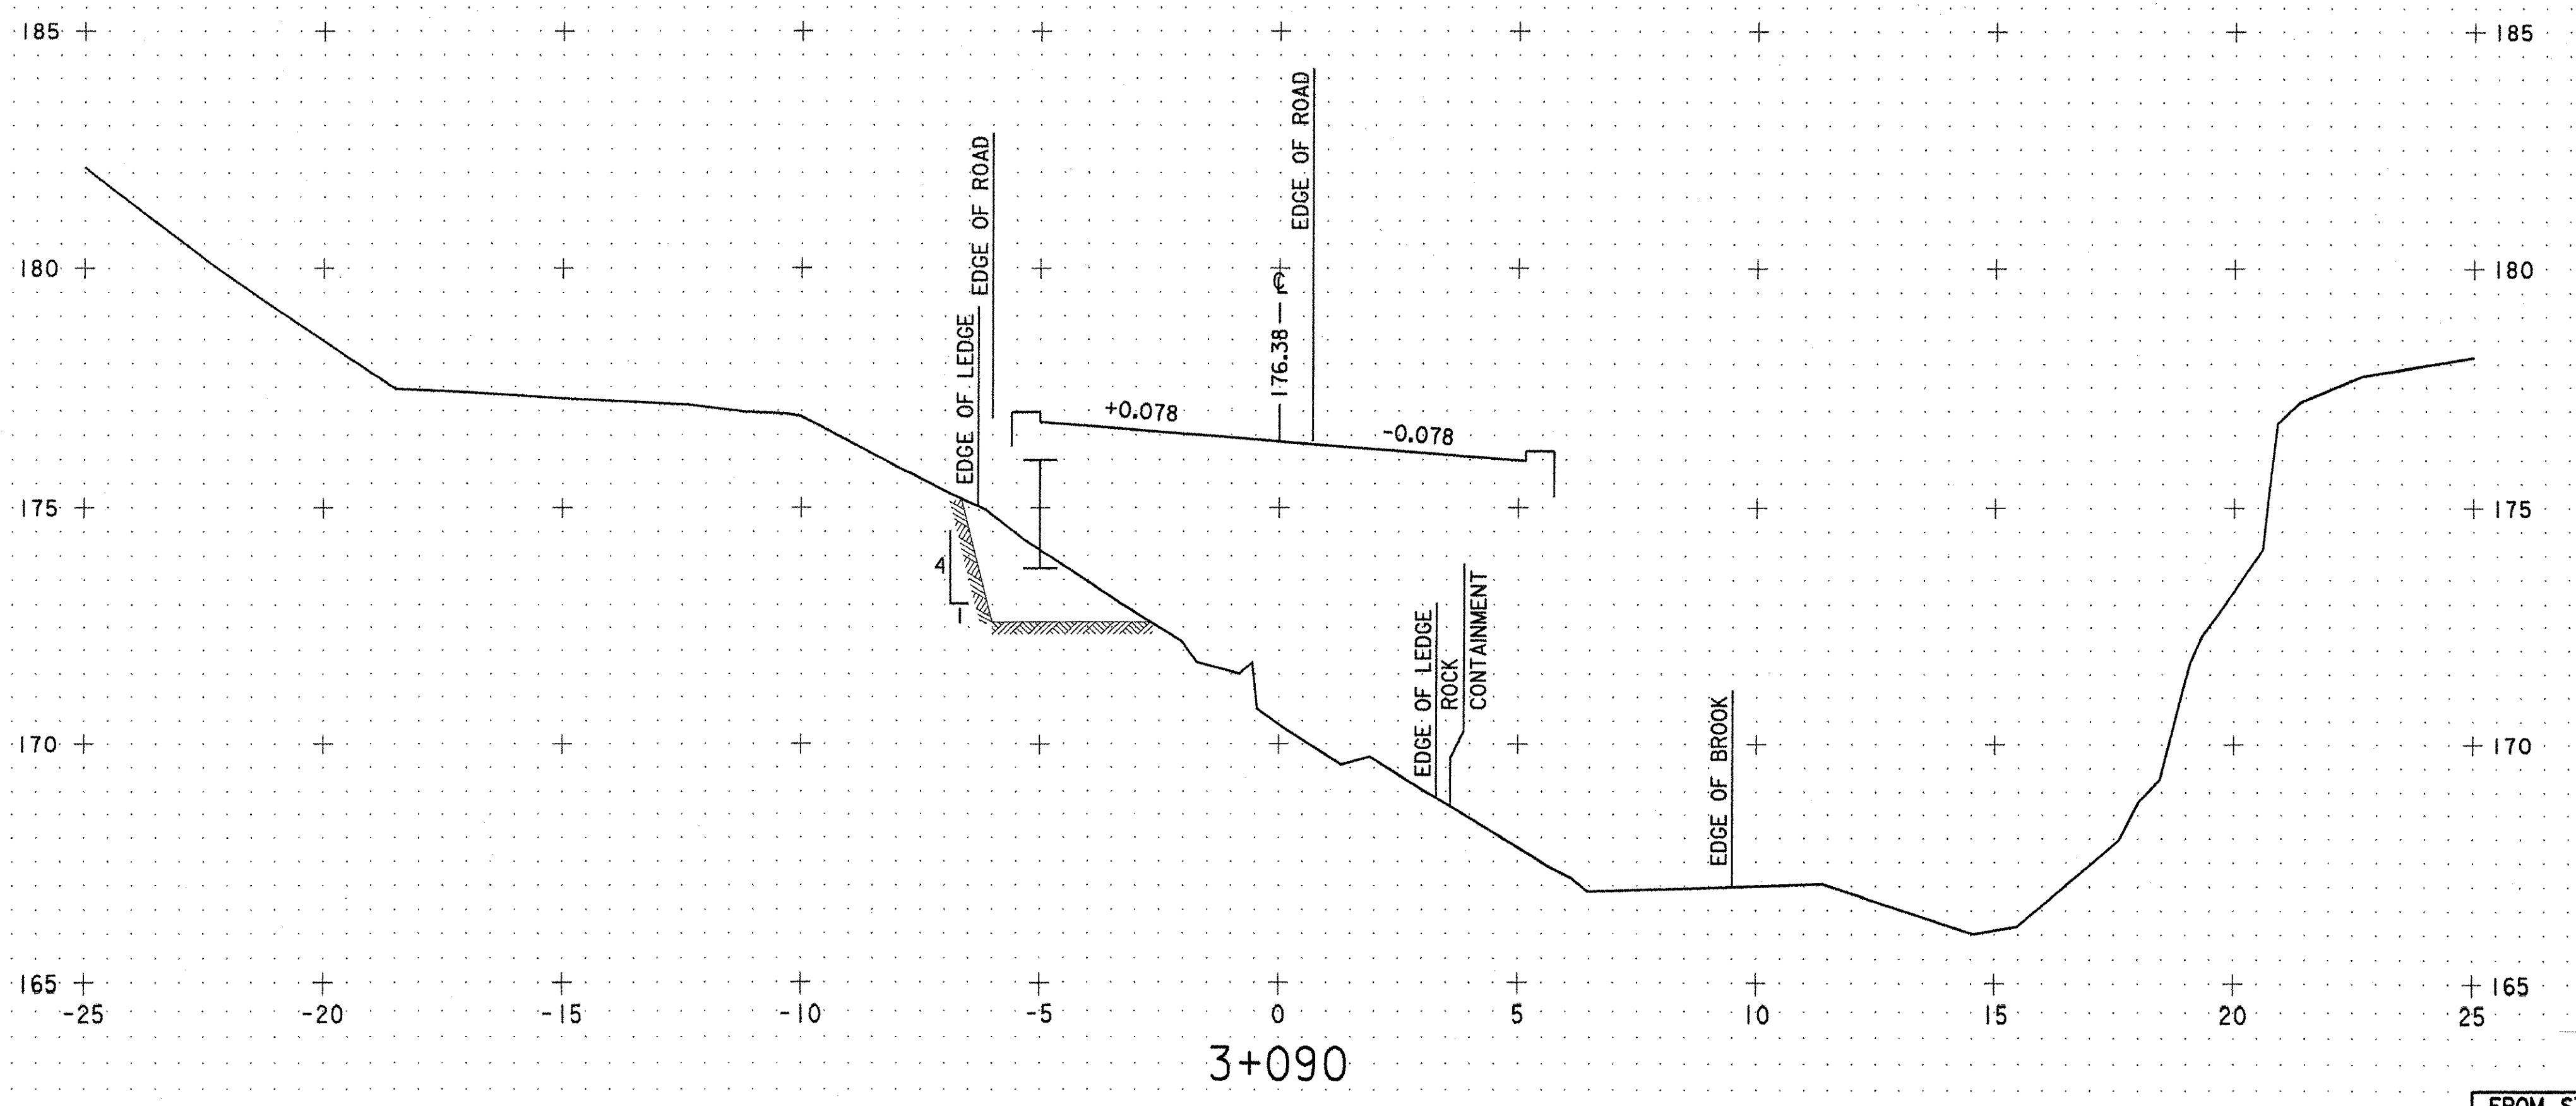 185
185
EDGE OF ROAD
EDGE OF ROAD
180
180
EDGE OF LEDGE
176.38
+0.078
-0.078
175
175
4
1
EDGE OF LEDGE
ROCK
CONTAINMENT
EDGE OF BROOK
170
170
165
165
-25 -20 -15 -10 -5 0 5 10 15 20 25
3+090